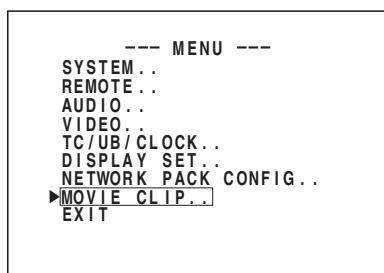 --- MENU ---
SYSTEM..
REMOTE..
AUDIO..
VIDEO..
TC/UB/CLOCK..
DISPLAY SET..
NETWORK PACK CONFIG..
▶MOVIE CLIP..
EXIT